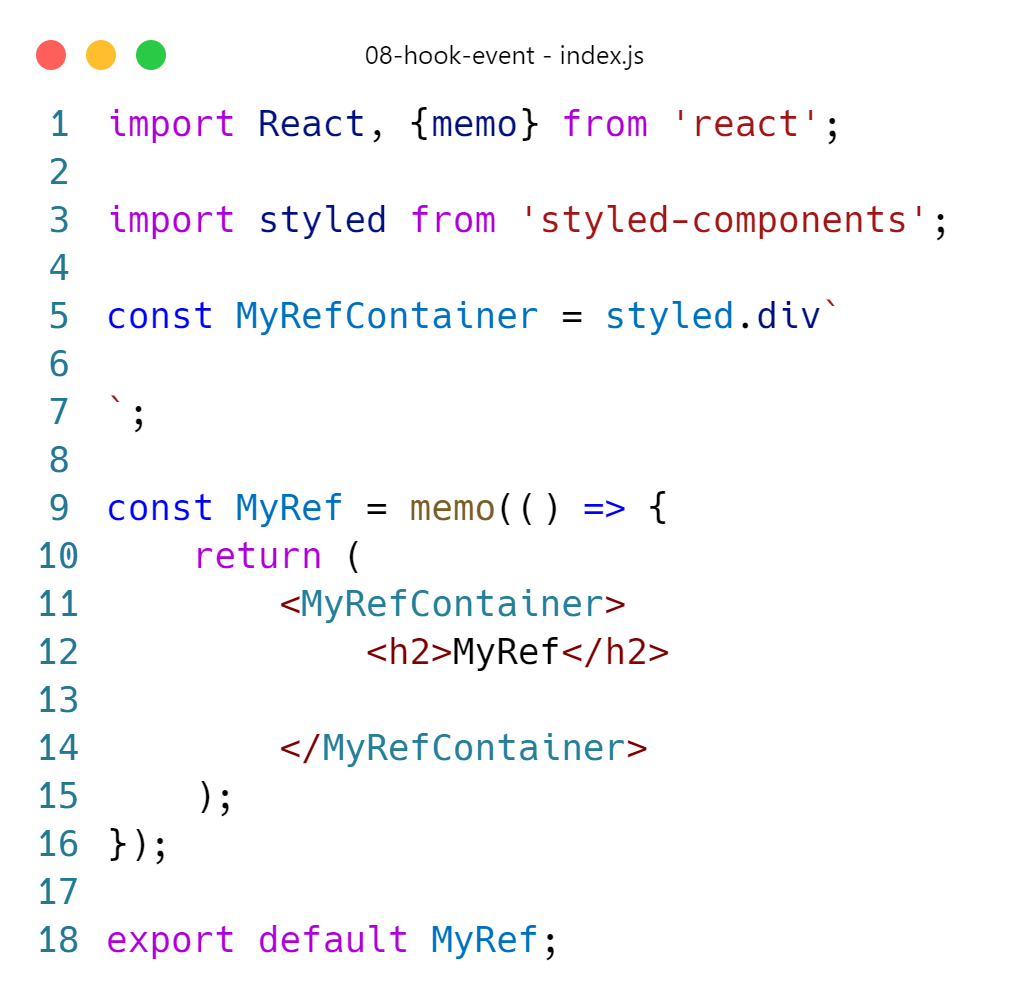 08-hook-event - index.js
1 import React, {memo} from 'react';
2
3 import styled from 'styled-components';
4
5 const MyRefContainer = styled.div`
6
7 `;
8
9 const MyRef = memo(() => {
10     return (
11         <MyRefContainer>
12             <h2>MyRef</h2>
13
14         </MyRefContainer>
15     );
16 });
17
18 export default MyRef;